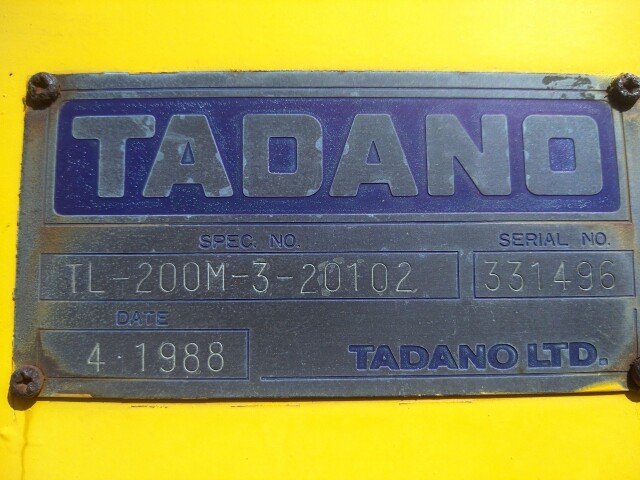 TADANO
SPEC. NO. SERIAL NO.
TL-200M-3-20102 331496
DATE
4·1988 TADANO LTD.